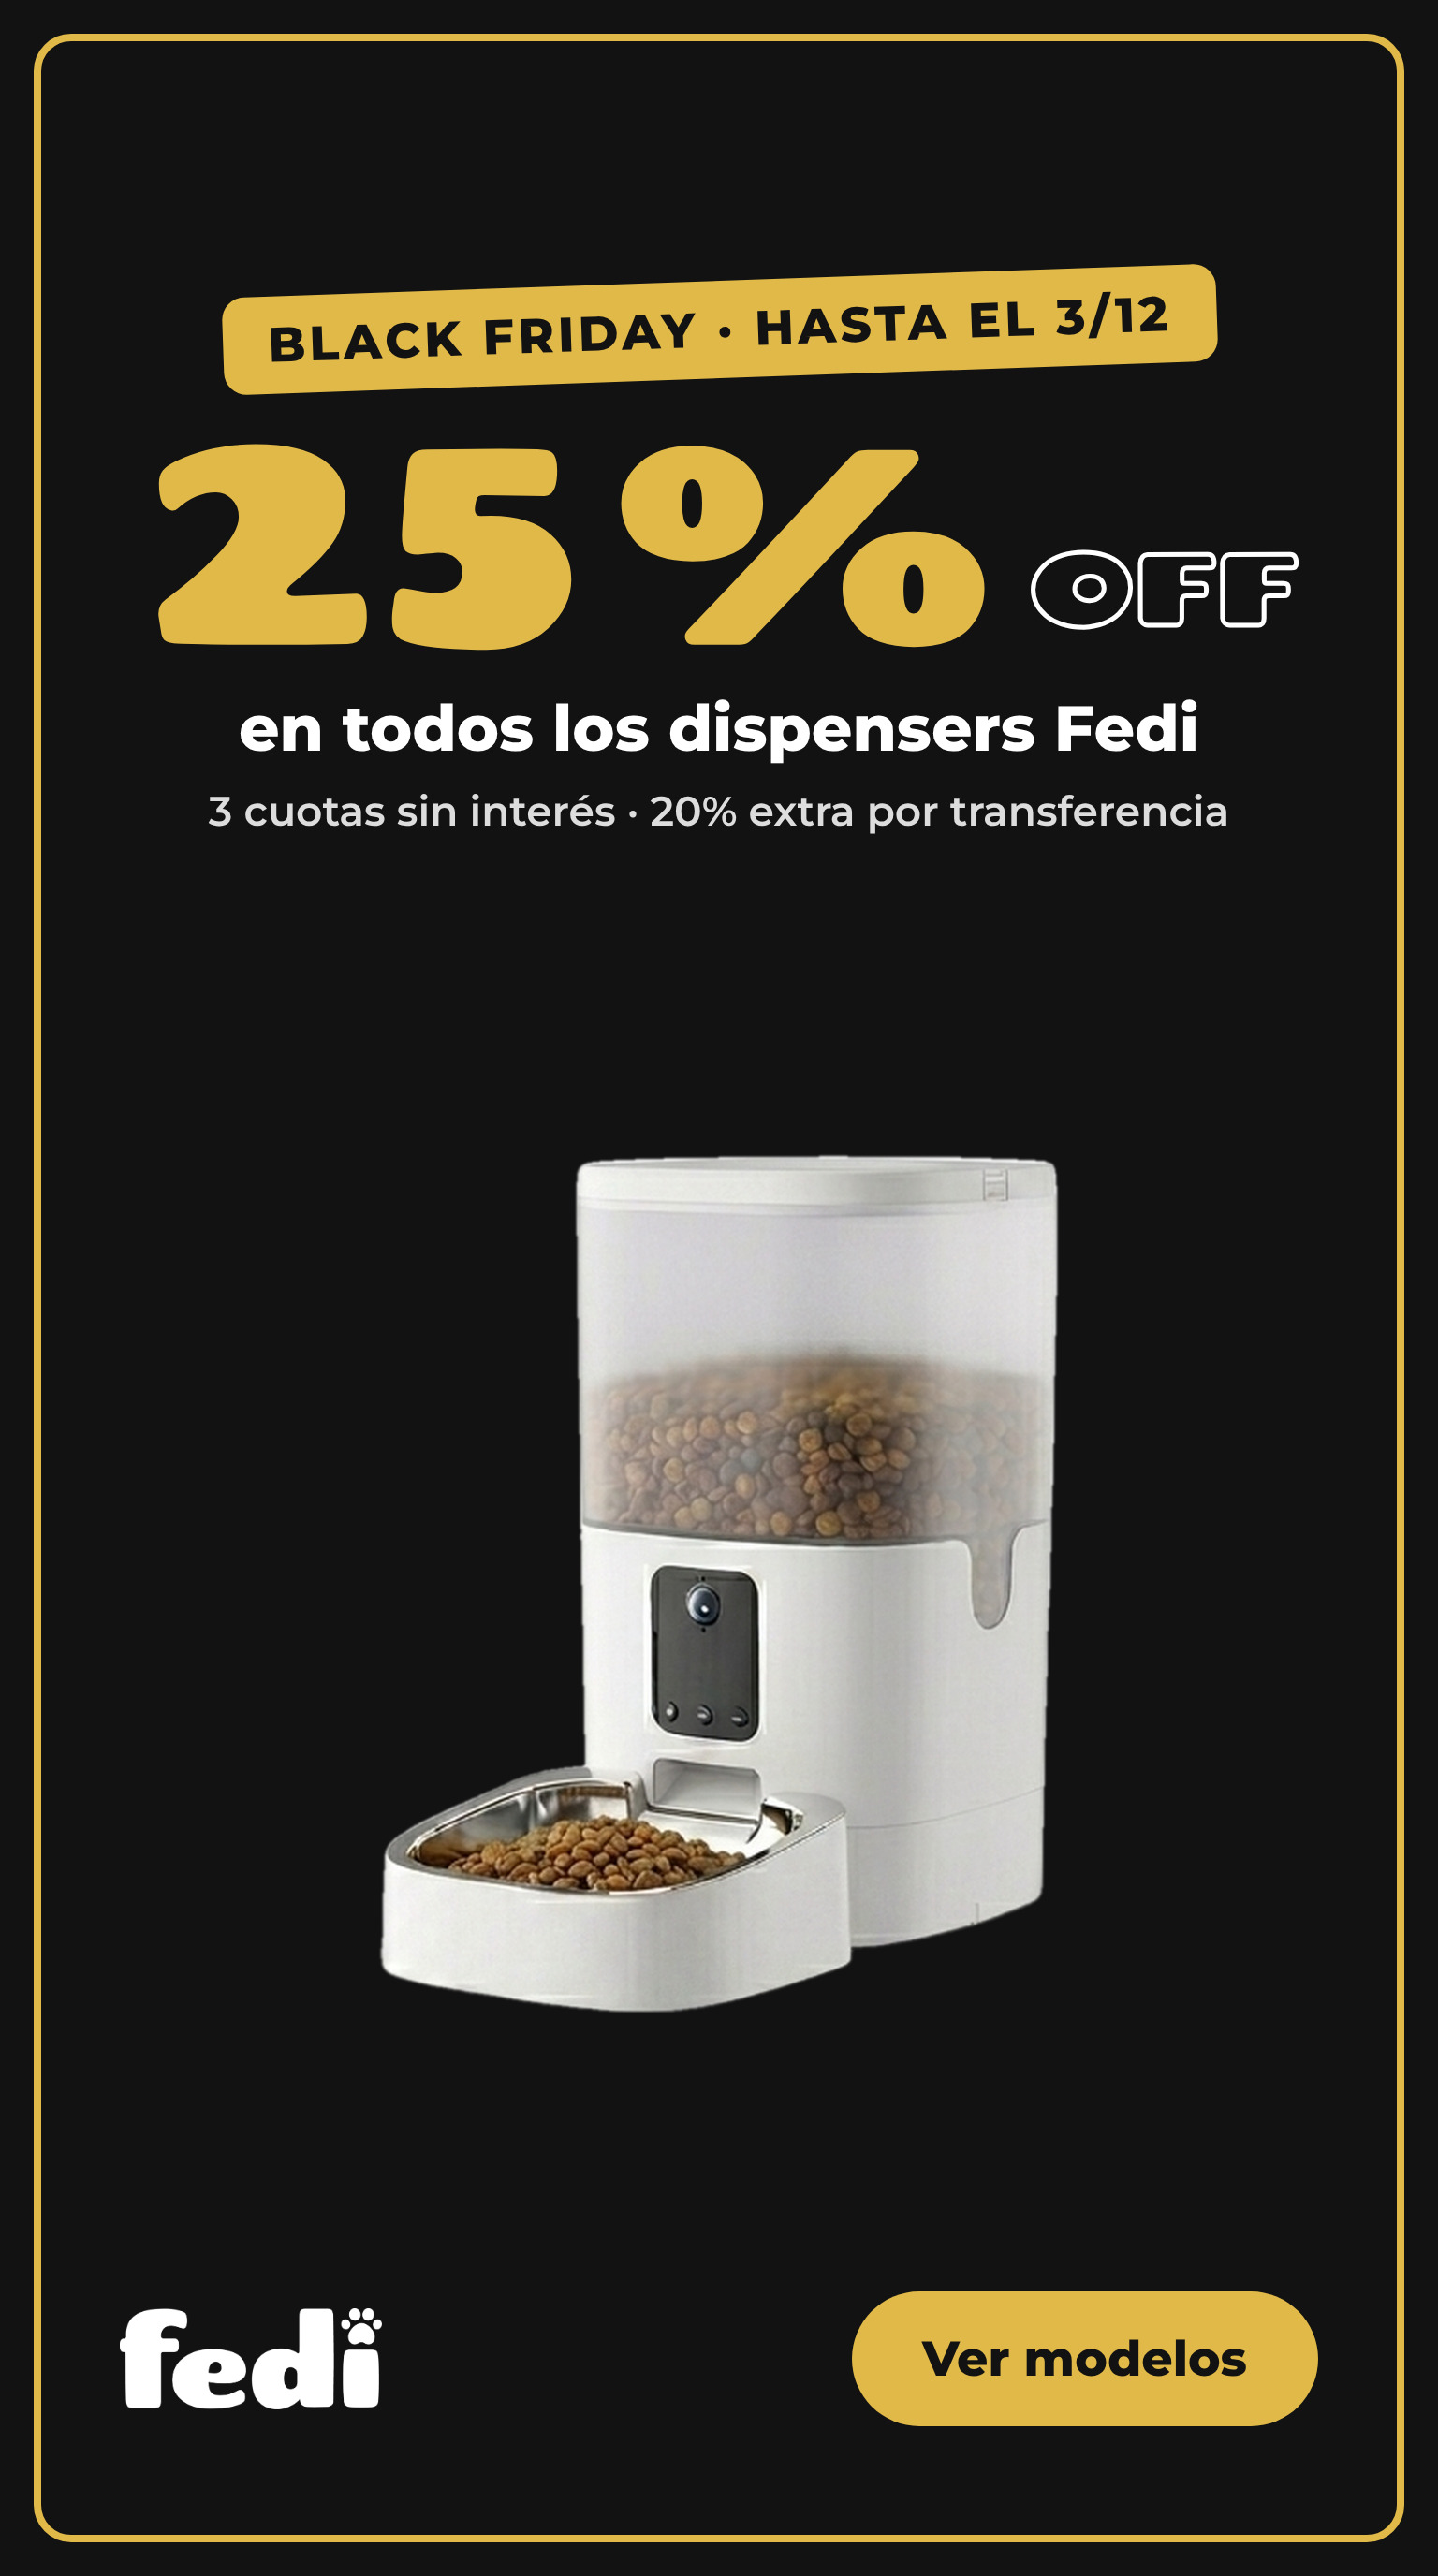 BLACK FRIDAY · HASTA EL 3/12
25% OFF
en todos los dispensers Fedi
3 cuotas sin interés · 20% extra por transferencia
fedi
Ver modelos